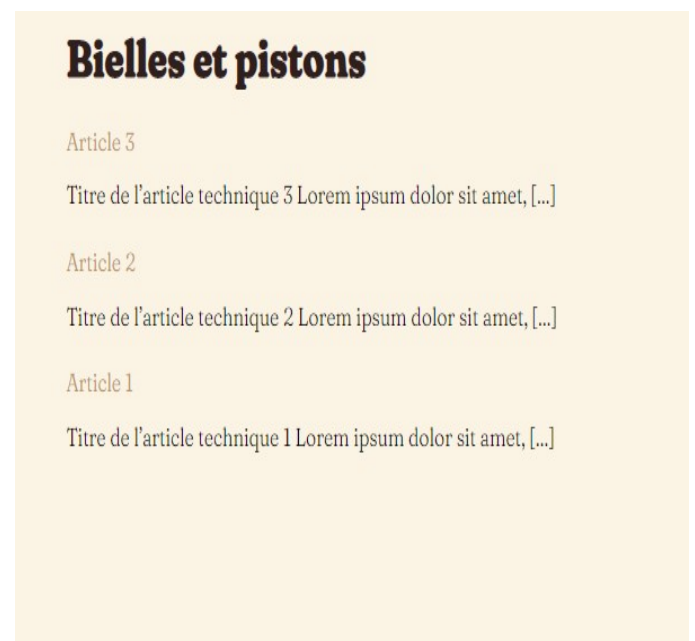 Bielles et pistons
Article 3
Titre de l’article technique 3 Lorem ipsum dolor sit amet, [...]
Article 2
Titre de l’article technique 2 Lorem ipsum dolor sit amet, [...]
Article 1
Titre de l’article technique 1 Lorem ipsum dolor sit amet, [...]